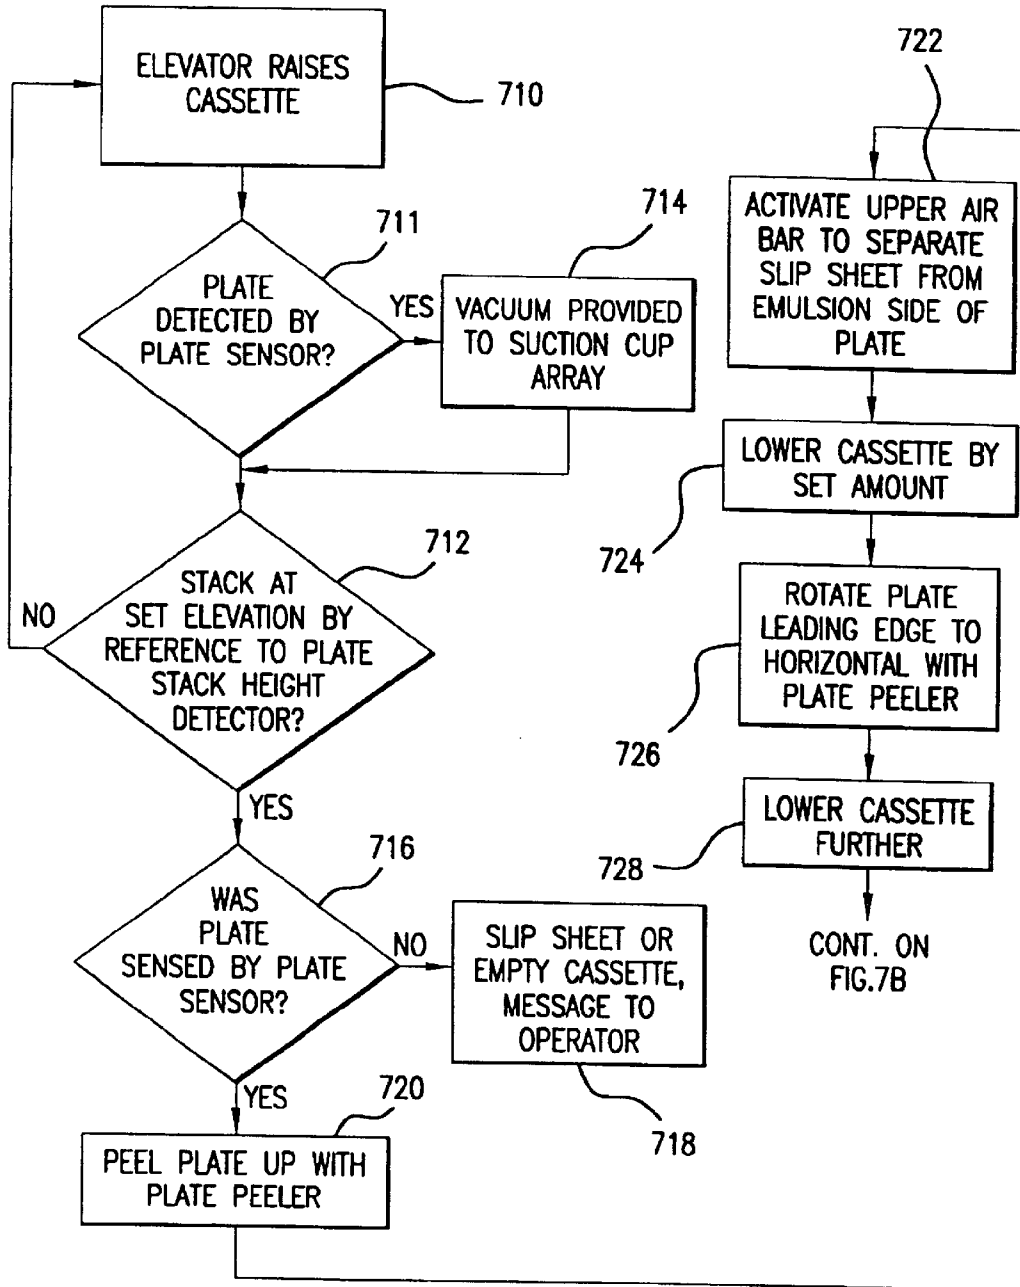 ELEVATOR RAISES
CASSETTE
710
711
PLATE
DETECTED BY
PLATE SENSOR?
YES
714
VACUUM PROVIDED
TO SUCTION CUP
ARRAY
712
STACK AT
SET ELEVATION BY
REFERENCE TO PLATE
STACK HEIGHT
DETECTOR?
NO
YES
716
WAS
PLATE
SENSED BY PLATE
SENSOR?
NO
SLIP SHEET OR
EMPTY CASSETTE,
MESSAGE TO
OPERATOR
718
YES
720
PEEL PLATE UP WITH
PLATE PEELER
722
ACTIVATE UPPER AIR
BAR TO SEPARATE
SLIP SHEET FROM
EMULSION SIDE OF
PLATE
LOWER CASSETTE BY
SET AMOUNT
724
ROTATE PLATE
LEADING EDGE TO
HORIZONTAL WITH
PLATE PEELER
726
LOWER CASSETTE
FURTHER
728
CONT. ON
FIG.7B